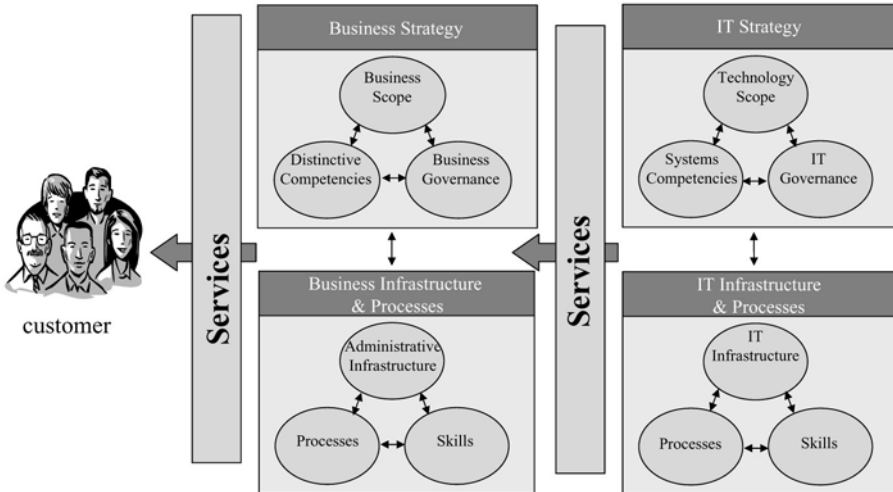 Business Strategy
Business
Scope
Distinctive
Competencies
Business
Governance
IT Strategy
Technology
Scope
Systems
Competencies
IT
Governance
customer
Services
Services
Business Infrastructure
& Processes
Administrative
Infrastructure
Processes
Skills
IT Infrastructure
& Processes
IT
Infrastructure
Processes
Skills